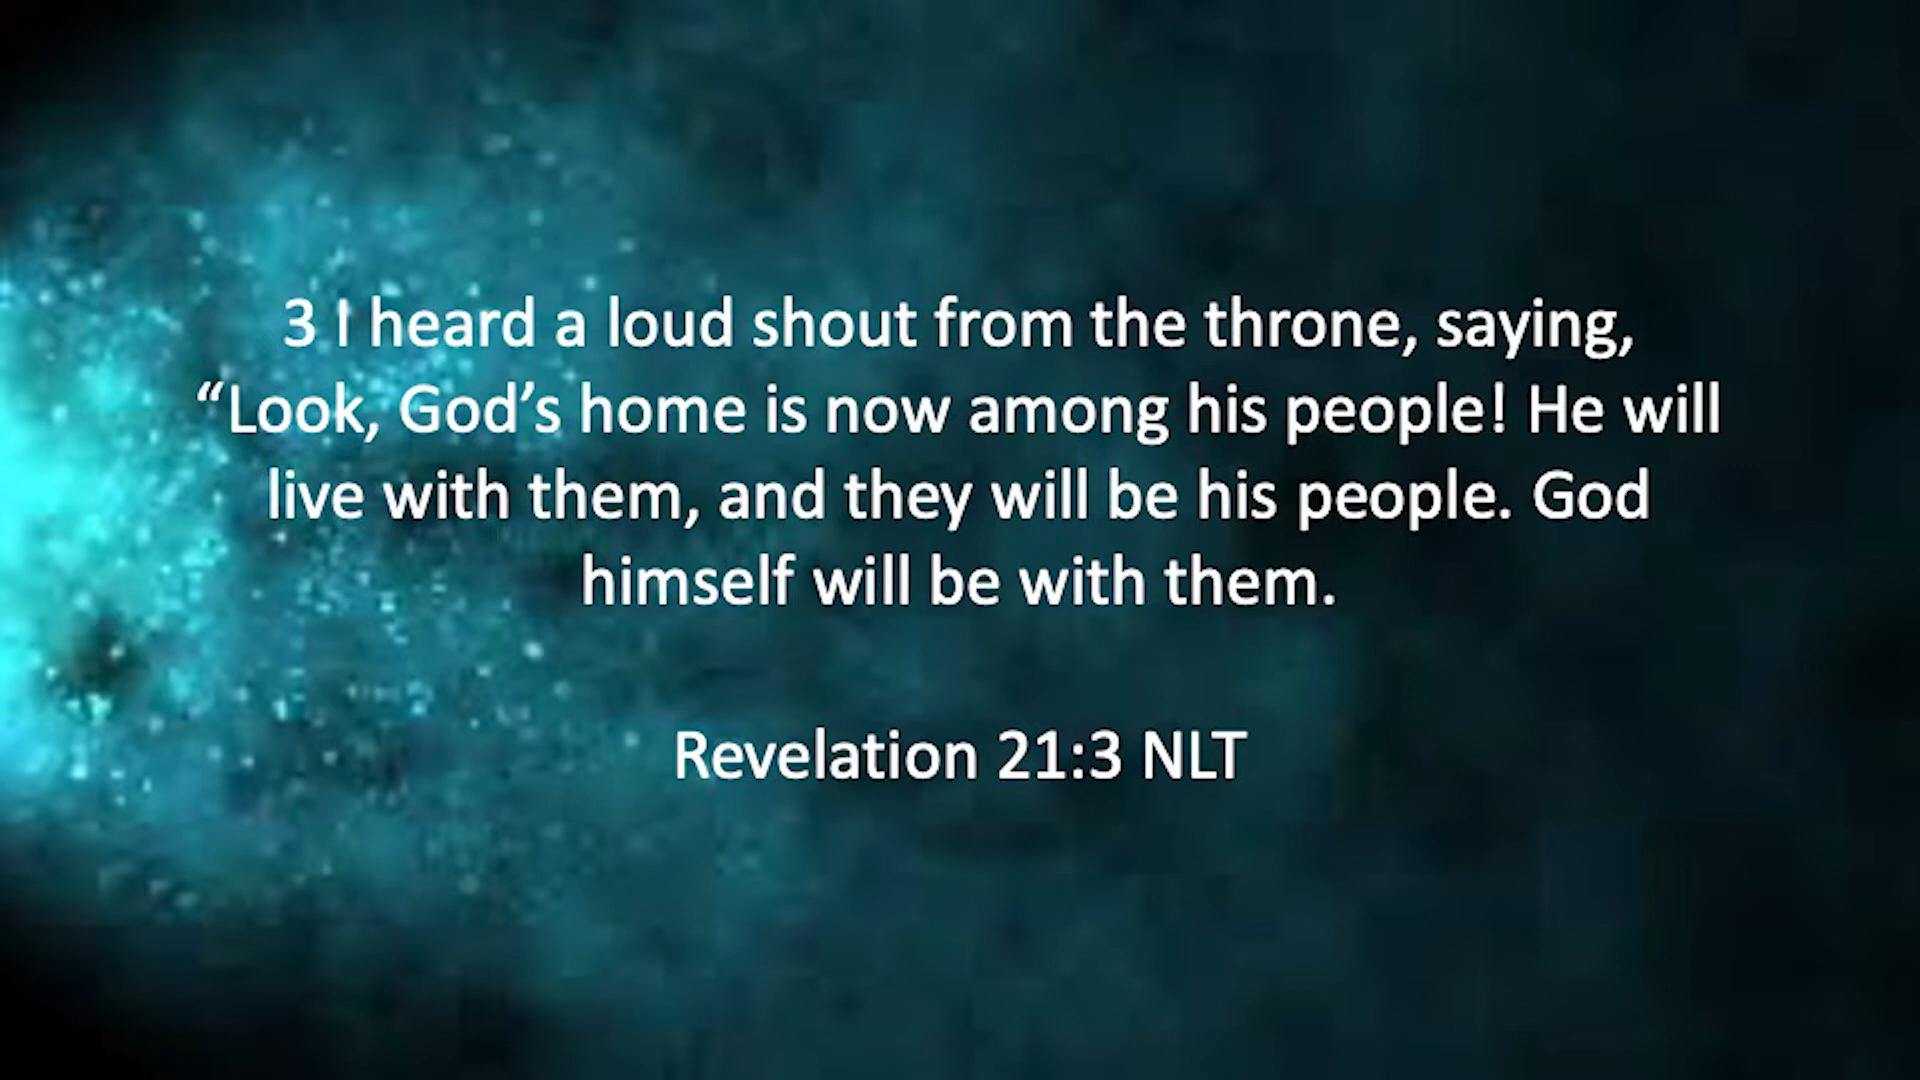 3 I heard a loud shout from the throne, saying,
“Look, God’s home is now among his people! He will
live with them, and they will be his people. God
himself will be with them.
Revelation 21:3 NLT